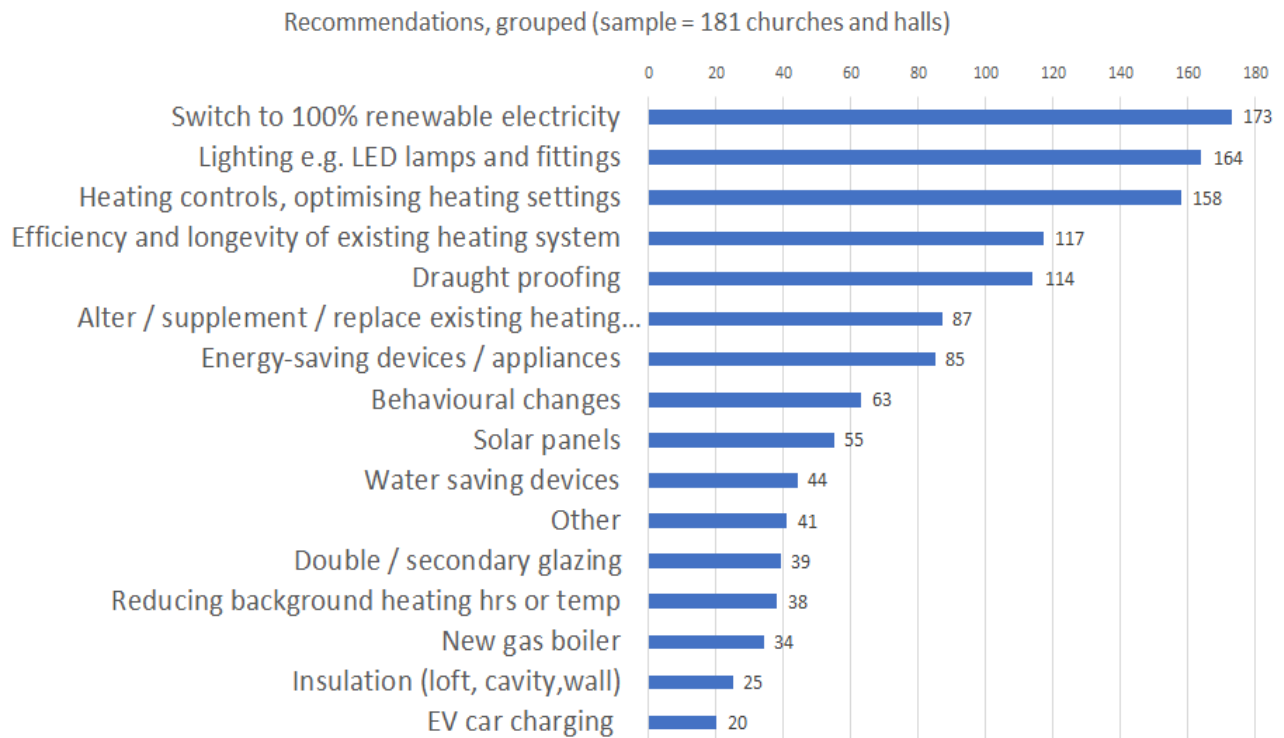 Recommendations, grouped (sample = 181 churches and halls)
0 20 40 60 80 100 120 140 160 180
Switch to 100% renewable electricity 173
Lighting e.g. LED lamps and fittings 164
Heating controls, optimising heating settings 158
Efficiency and longevity of existing heating system 117
Draught proofing 114
Alter / supplement / replace existing heating... 87
Energy-saving devices / appliances 85
Behavioural changes 63
Solar panels 55
Water saving devices 44
Other 41
Double / secondary glazing 39
Reducing background heating hrs or temp 38
New gas boiler 34
Insulation (loft, cavity,wall) 25
EV car charging 20